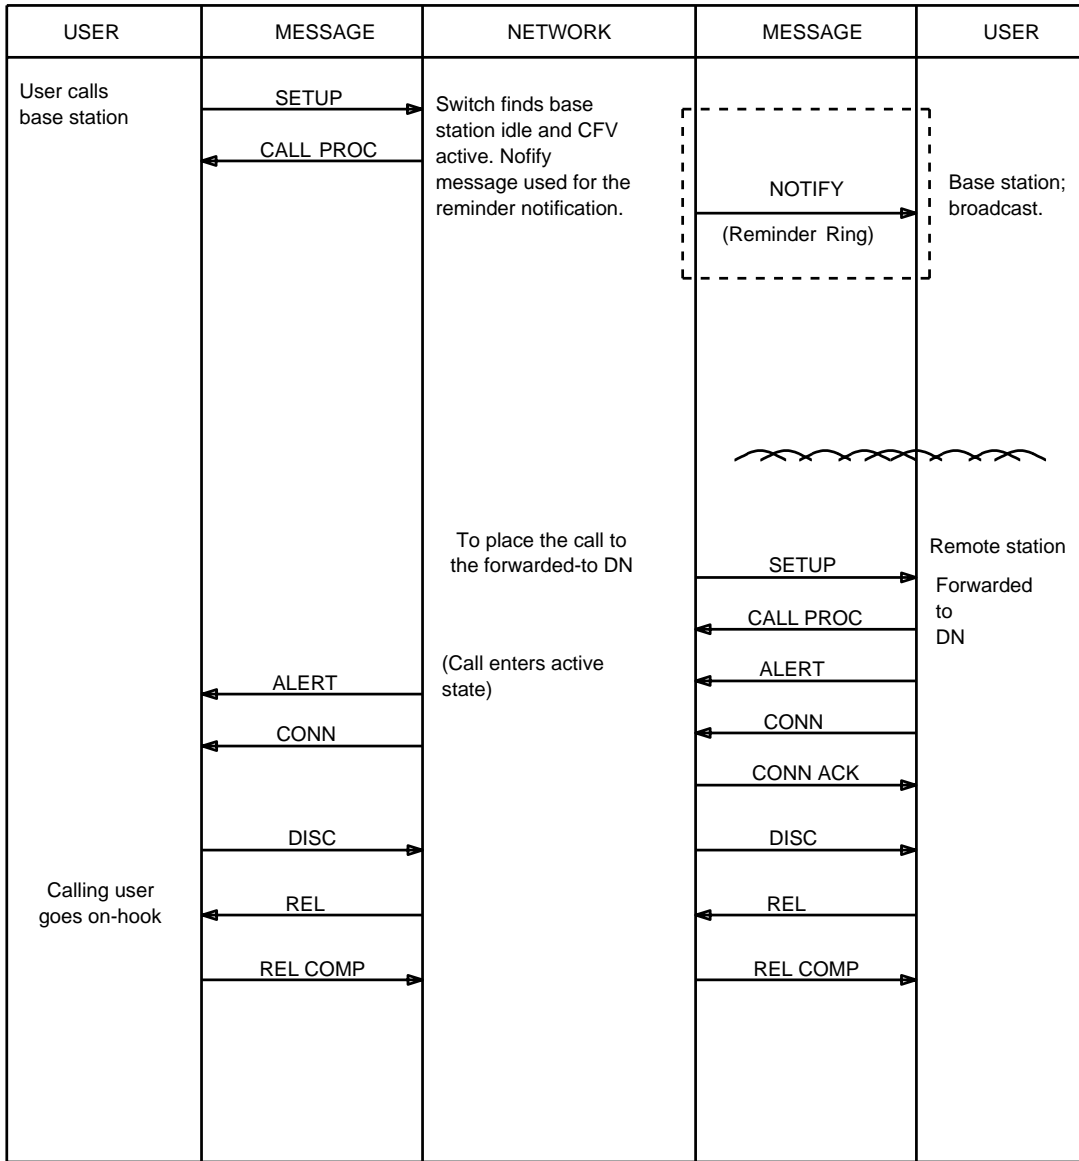 USER
MESSAGE
NETWORK
MESSAGE
USER
User calls
base station
SETUP
CALL PROC
Switch finds base
station idle and CFV
active. Nofify
message used for the
reminder notification.
NOTIFY
(Reminder Ring)
Base station;
broadcast.
To place the call to
the forwarded-to DN
SETUP
Remote station
Forwarded
to
DN
CALL PROC
(Call enters active
state)
ALERT
ALERT
CONN
CONN
CONN ACK
DISC
DISC
Calling user
goes on-hook
REL
REL
REL COMP
REL COMP